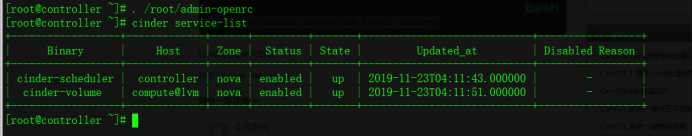 [root@controller ~]# . /root/admin-openrc
[root@controller ~]# cinder service-list
| Binary | Host | Zone | Status | State | Updated_at | Disabled Reason |
| cinder-scheduler | controller | nova | enabled | up | 2019-11-23T04:11:43.000000 | - |
| cinder-volume | compute@lvm | nova | enabled | up | 2019-11-23T04:11:51.000000 | - |
[root@controller ~]#